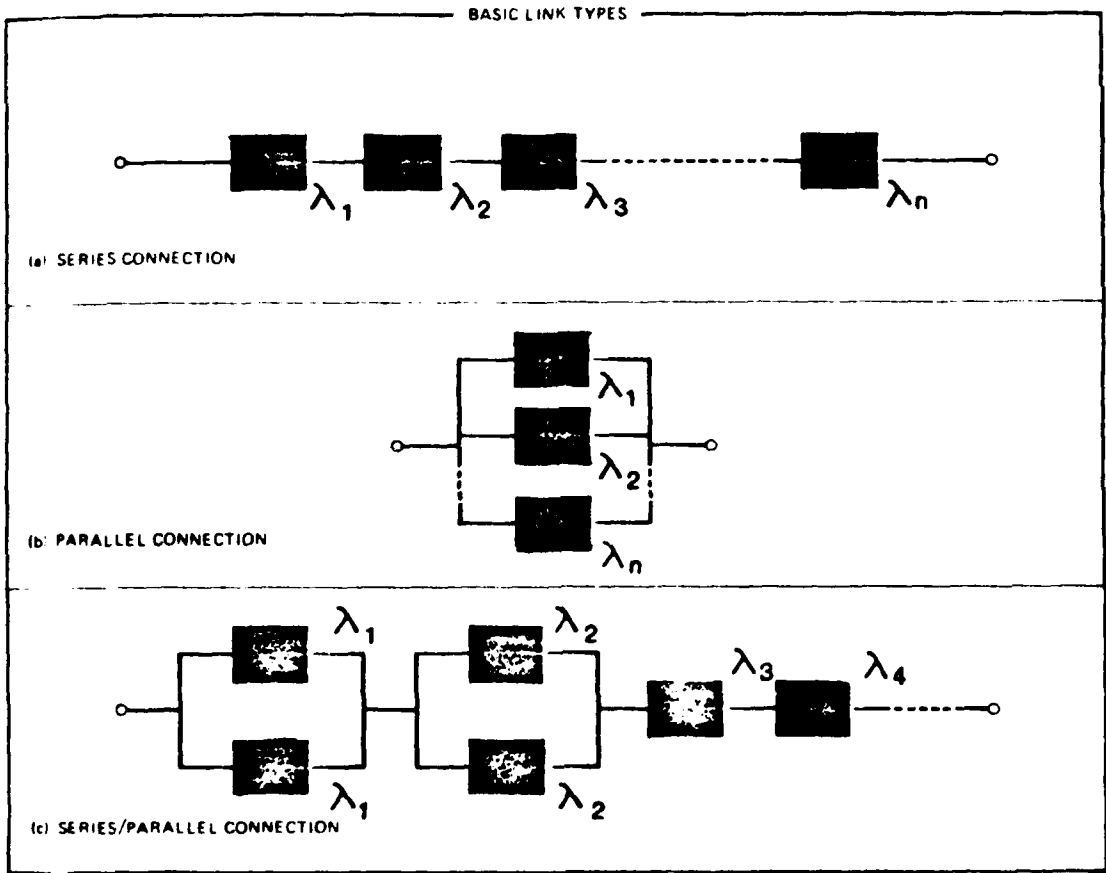 BASIC LINK TYPES
λ1 λ2 λ3 λn
(a) SERIES CONNECTION
λ1
λ2
λn
(b) PARALLEL CONNECTION
λ1 λ2
λ3 λ4
λ1 λ2
(c) SERIES/PARALLEL CONNECTION